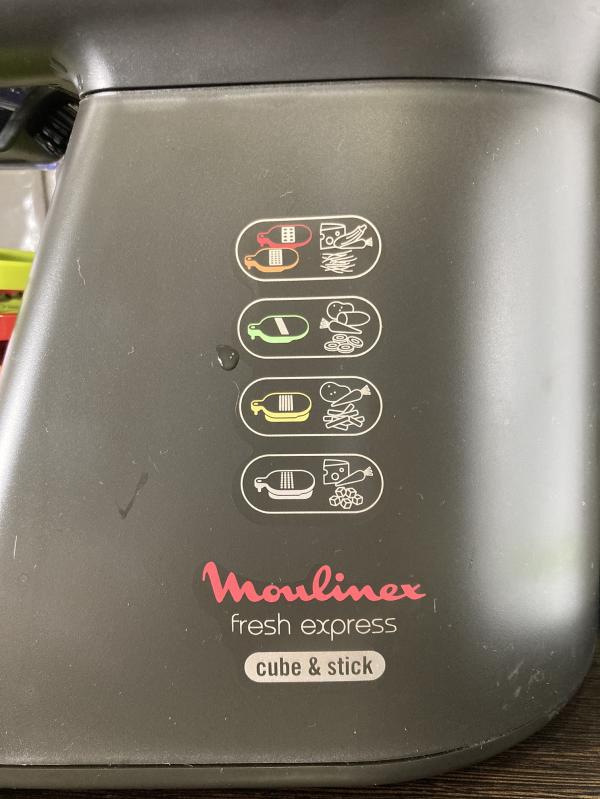 Moulinex
fresh express
cube & stick